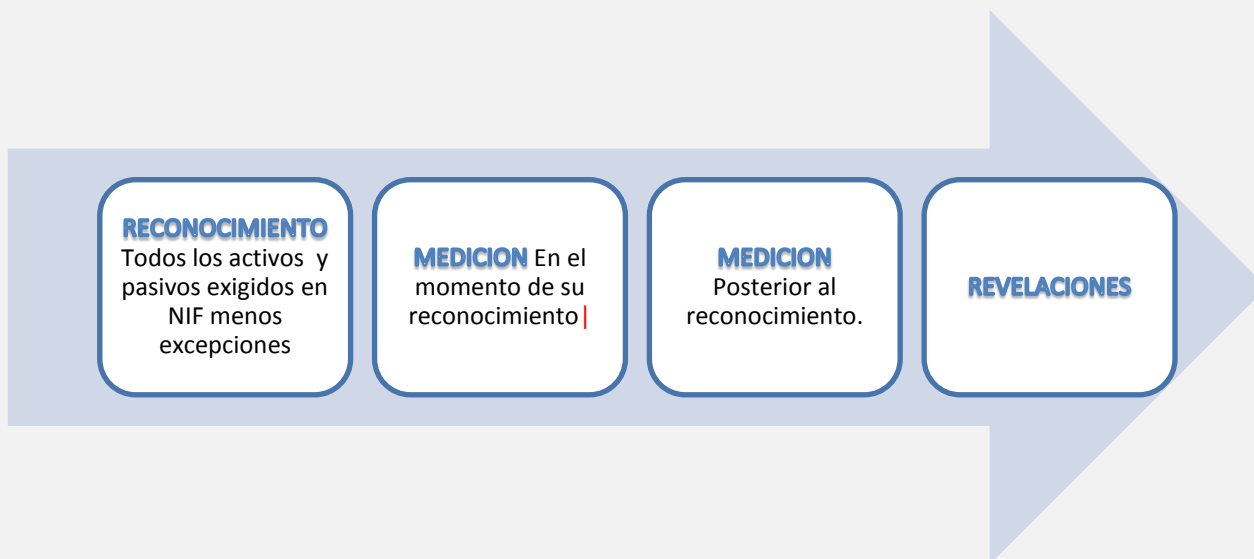 RECONOCIMIENTO
Todos los activos y
pasivos exigidos en
NIF menos
excepciones
MEDICION En el
momento de su
reconocimiento|
MEDICION
Posterior al
reconocimiento.
REVELACIONES